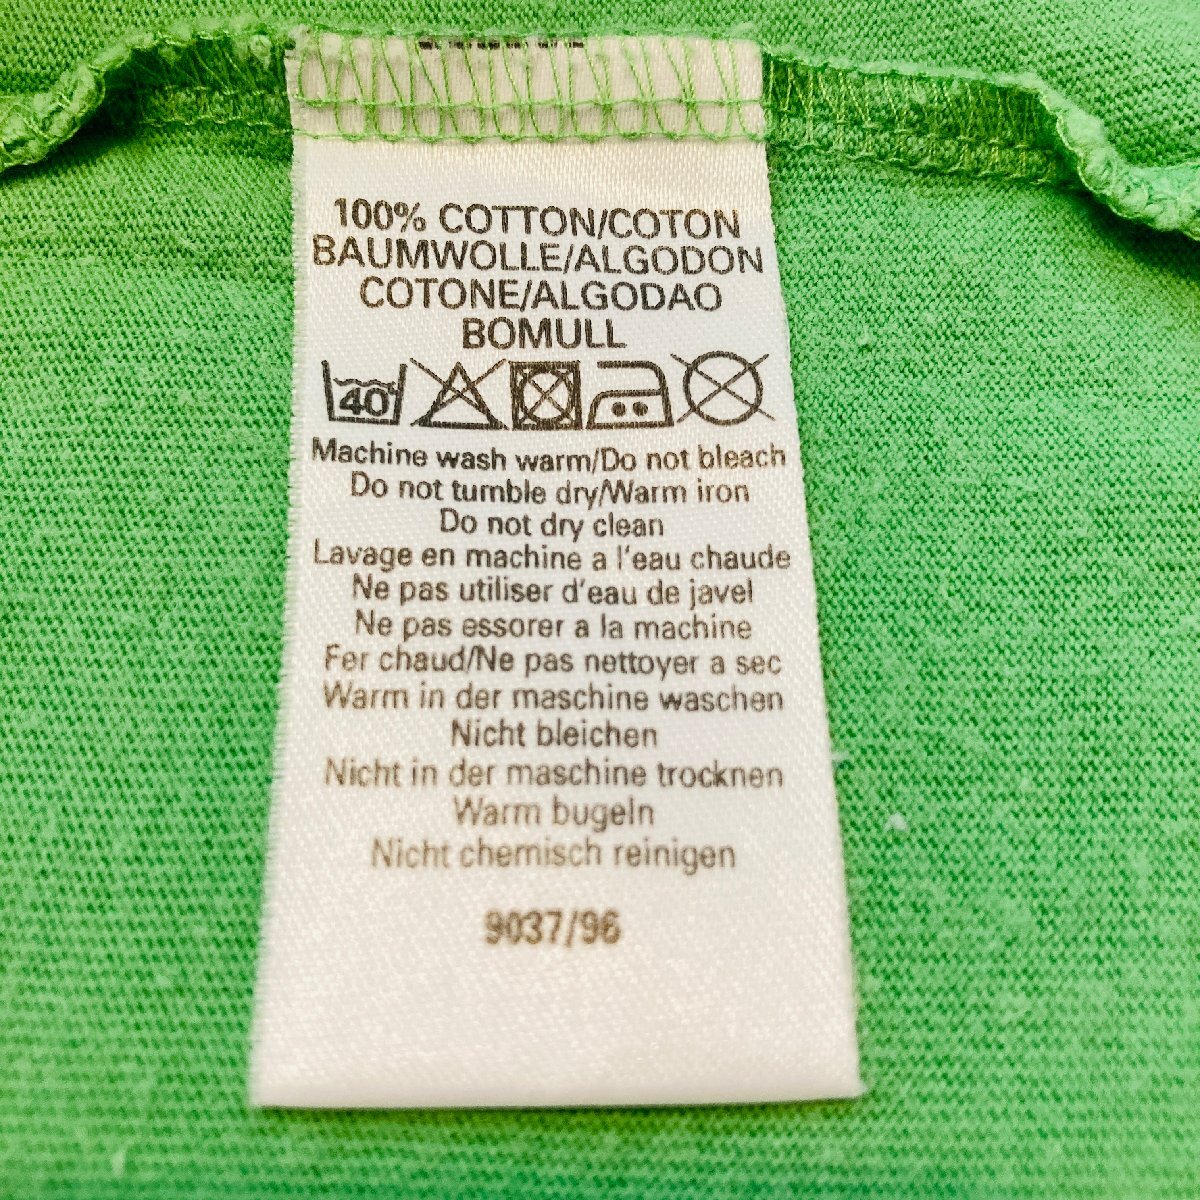 100% COTTON/COTON
BAUMWOLLE/ALGODON
COTONE/ALGODAO
BOMULL
40
Machine wash warm/Do not bleach
Do not tumble dry/Warm iron
Do not dry clean
Lavage en machine a l'eau chaude
Ne pas utiliser d'eau de javel
Ne pas essorer a la machine
Fer chaud/Ne pas nettoyer a sec
Warm in der maschine waschen
Nicht bleichen
Nicht in der maschine trocknen
Warm bugeln
Nicht chemisch reinigen
9037/96